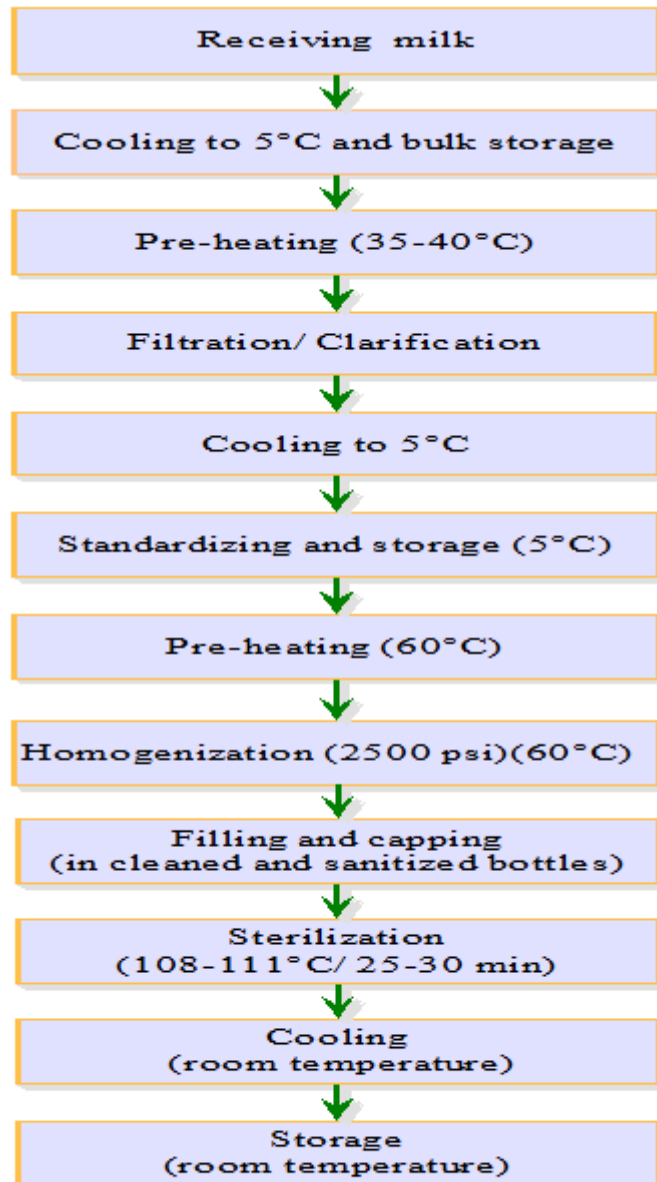 Receiving milk
Cooling to 5°C and bulk storage
Pre-heating (35-40°C)
Filtration/ Clarification
Cooling to 5°C
Standardizing and storage (5°C)
Pre-heating (60°C)
Homogenization (2500 psi)(60°C)
Filling and capping
(in cleaned and sanitized bottles)
Sterilization
(108-111°C/ 25-30 min)
Cooling
(room temperature)
Storage
(room temperature)